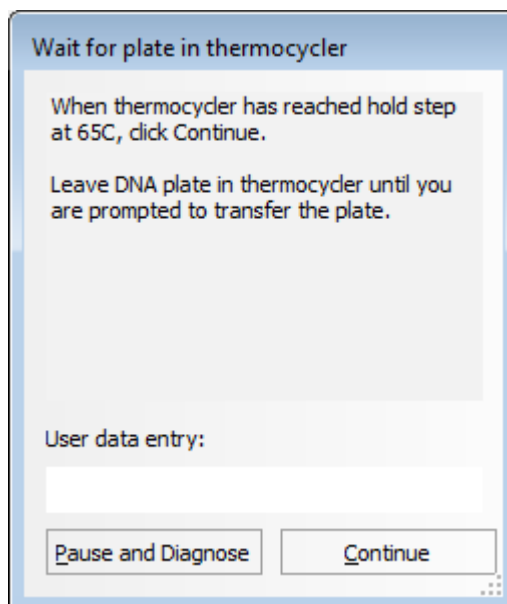 Wait for plate in thermocycler
When thermocycler has reached hold step
at 65C, click Continue.
Leave DNA plate in thermocycler until you
are prompted to transfer the plate.
User data entry:
Pause and Diagnose
Continue